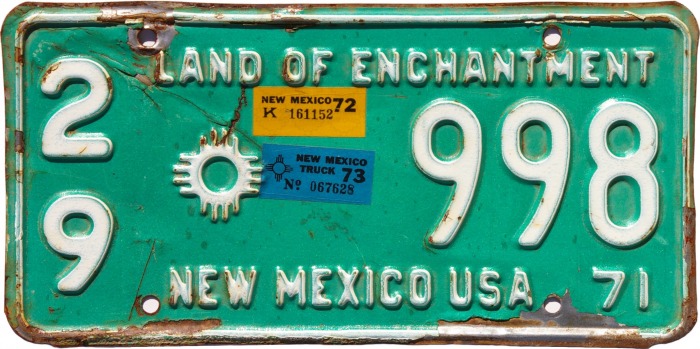 LAND OF ENCHANTMENT
2
9
NEW MEXICO 72
K 161152
NEW MEXICO
TRUCK 73
No 067628
998
NEW MEXICO USA 71